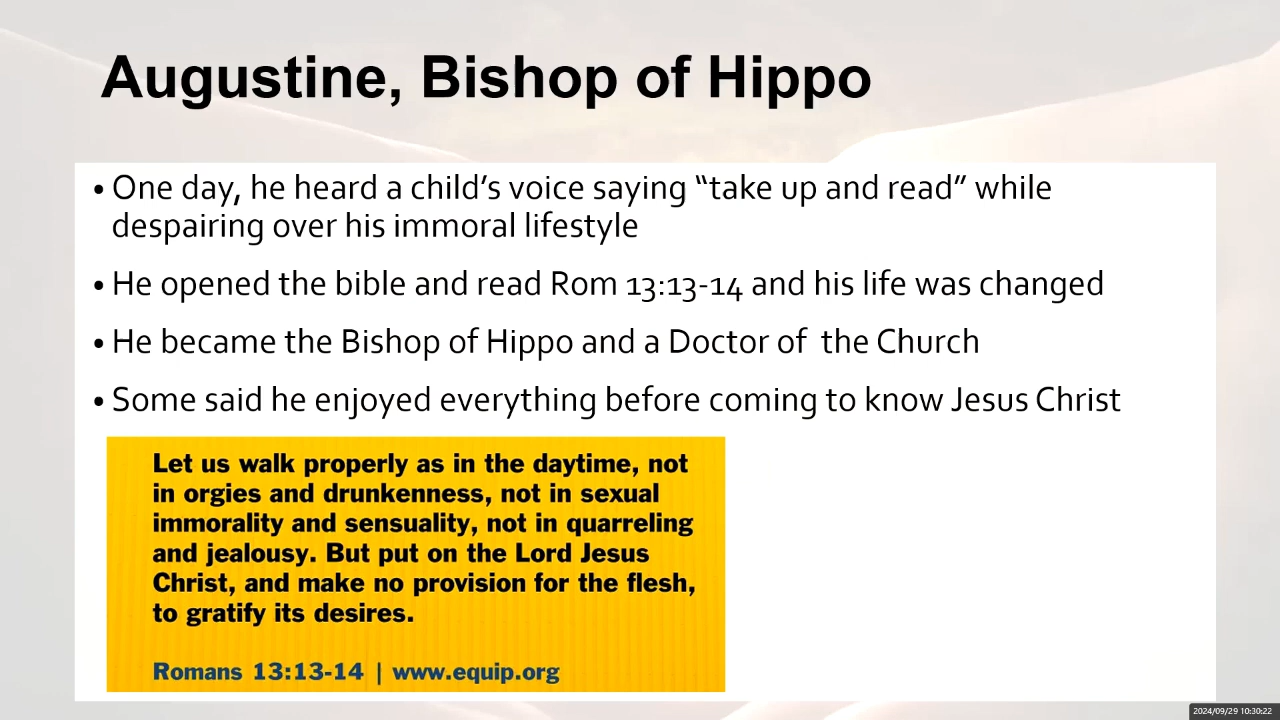 Augustine, Bishop of Hippo
• One day, he heard a child’s voice saying “take up and read” while
despairing over his immoral lifestyle
• He opened the bible and read Rom 13:13-14 and his life was changed
• He became the Bishop of Hippo and a Doctor of  the Church
• Some said he enjoyed everything before coming to know Jesus Christ
Let us walk properly as in the daytime, not
in orgies and drunkenness, not in sexual
immorality and sensuality, not in quarreling
and jealousy. But put on the Lord Jesus
Christ, and make no provision for the flesh,
to gratify its desires.
Romans 13:13-14 | www.equip.org
2024/09/29 10:30:22